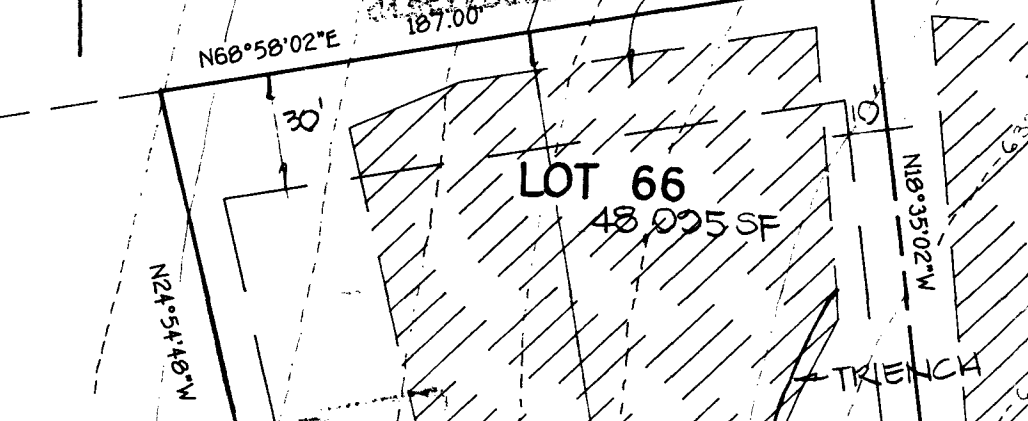 187.00'
N68°58'02"E
30'
10'
LOT 66
48,095 SF
N18°35'02"W
N24°54'48"W
TRENCH